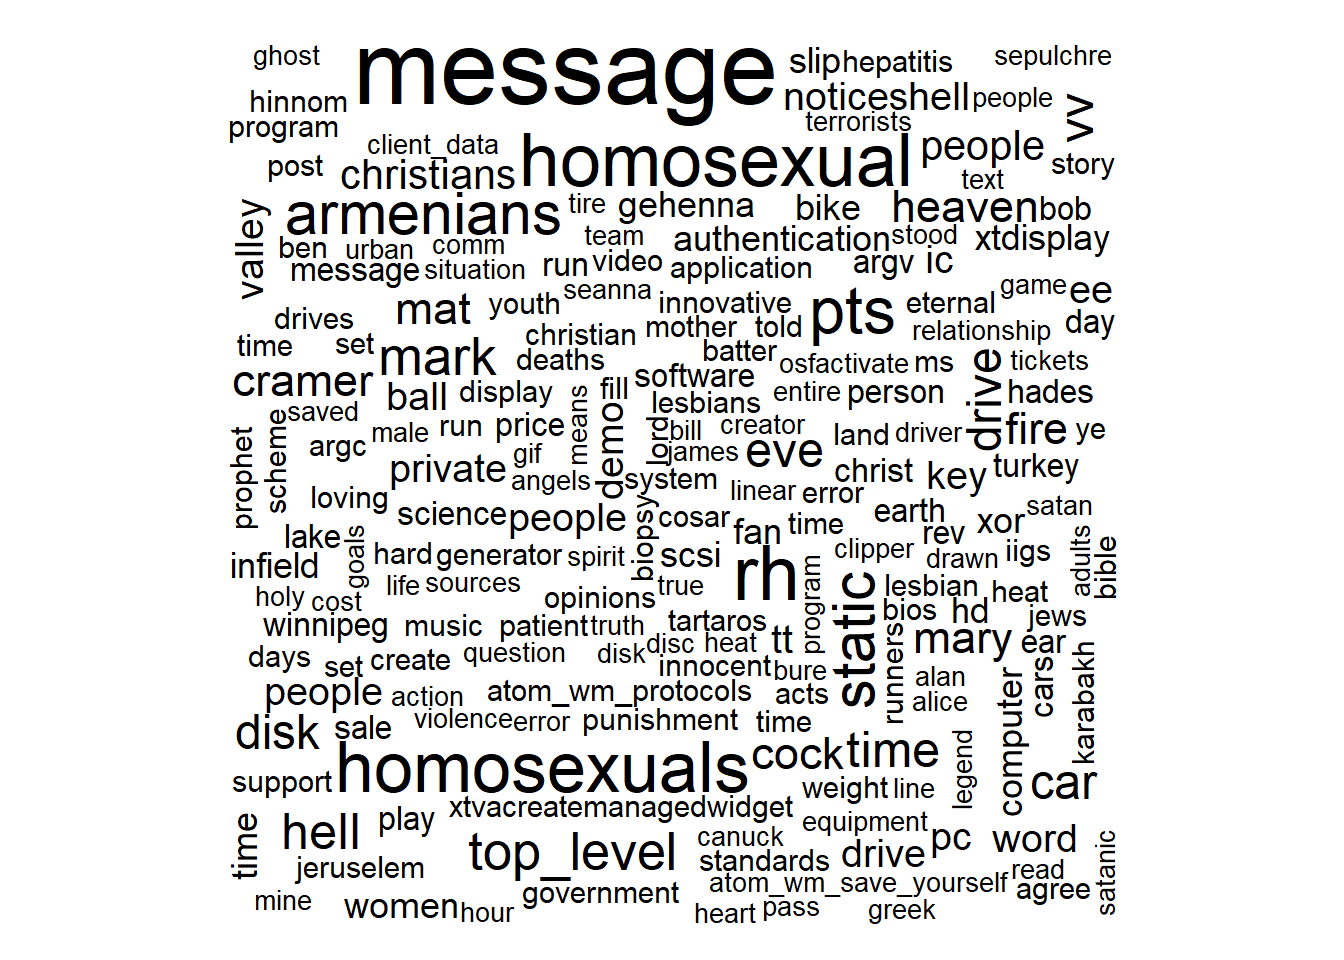 ghost message slip hepatitis sepulchre
hinnom noticeshell people vv
program client_data terrorists
post christians homosexual people text story
valley armenians tire gehenna bike heaven bob
ben urban comm team authentication stood xtdisplay
message situation run video application argv ic
drives mat youth seanna innovative pts eternal game ee
time set mark christian mother told relationship day
deaths batter osfactivate ms drive tickets
cramer ball display fill software entire person hades
saved scheme male run price means demo lesbians lord bill creator land driver fire ye
prophet argc private gif james eve christ key turkey
loving angels system linear error satan
science people biopsy cosar fan time earth rev xor
lake goals hard generator spirit scsi clipper drawn iigs adults bible
infield life sources true rh program static lesbian heat
holy cost opinions bios hd jews
winnipeg music patient truth tartaros tt runners mary ear
days set create question disk disc heat innocent bure alan cars karabakh
people action atom_wm_protocols acts alice computer
disk sale violence error punishment time
support homosexuals cock time legend car
xtvacreatemanagedwidget weight line
time hell play top_level canuck equipment pc word
jeruselem standards drive read satanic
mine women hour government atom_wm_save_yourself agree
heart pass greek